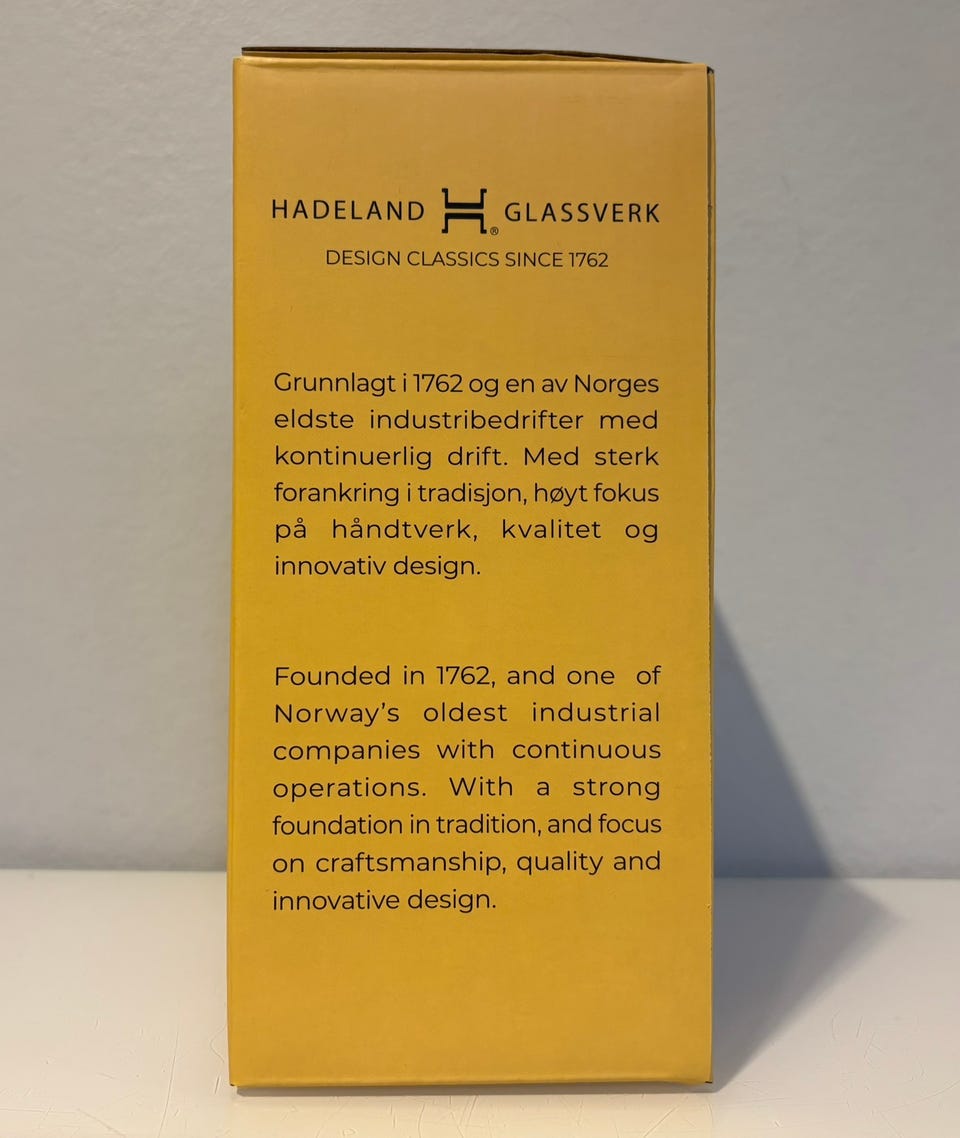 HADELAND H® GLASSVERK
DESIGN CLASSICS SINCE 1762
Grunnlagt i 1762 og en av Norges
eldste industribedrifter med
kontinuerlig drift. Med sterk
forankring i tradisjon, høyt fokus
på håndtverk, kvalitet og
innovativ design.
Founded in 1762, and one of
Norway's oldest industrial
companies with continuous
operations. With a strong
foundation in tradition, and focus
on craftsmanship, quality and
innovative design.